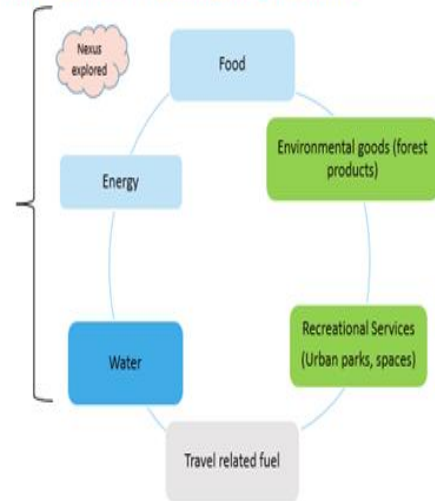 Nexus
explored
Food
Environmental goods (forest
products)
Energy
Recreational Services
(Urban parks, spaces)
Water
Travel related fuel